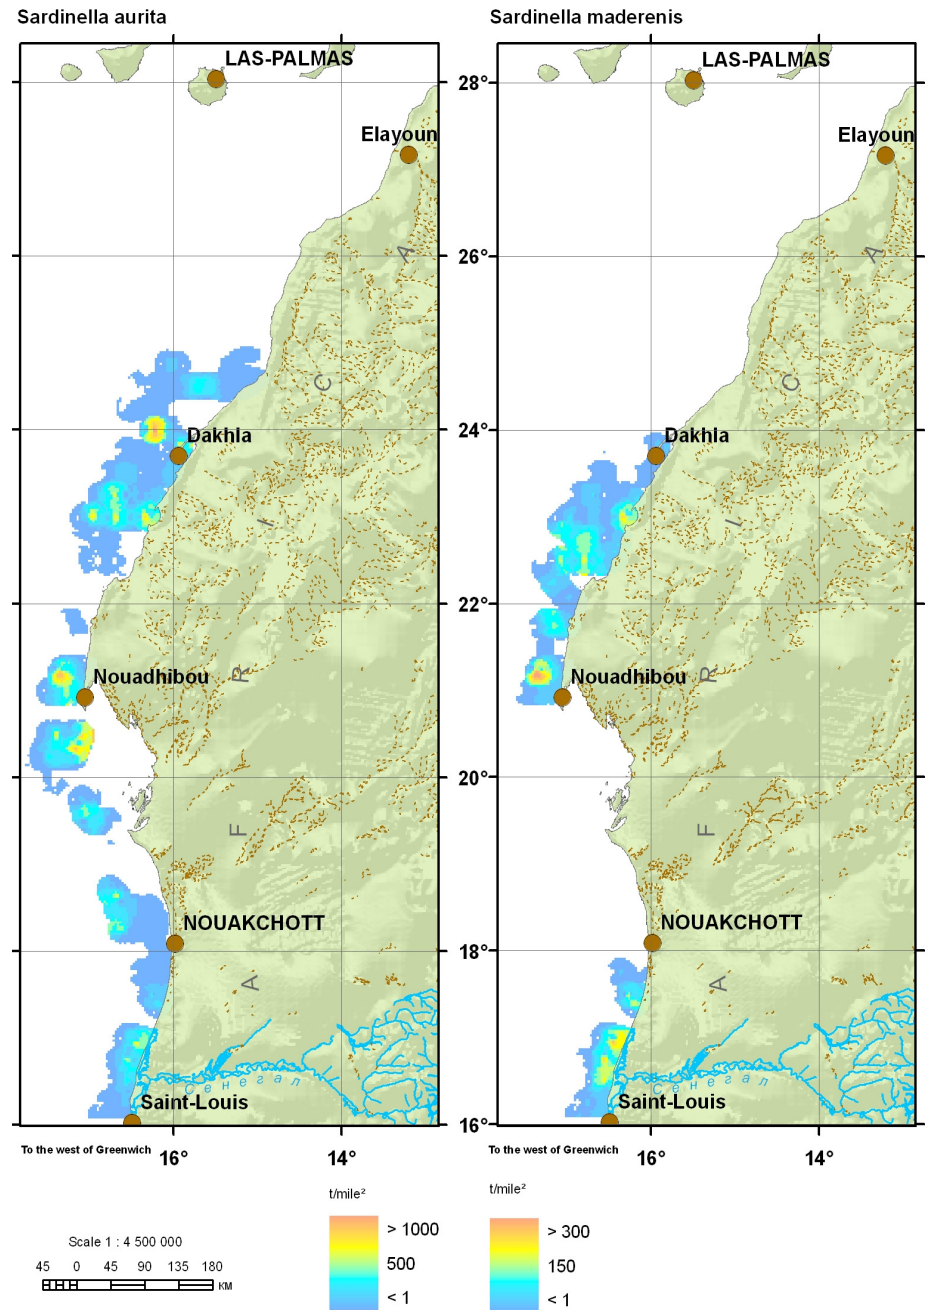 Sardinella aurita
Sardinella maderenis
LAS-PALMAS
Elayoun
A
C
Dakhla
I
R
Nouadhibou
F
NOUAKCHOTT
A
Сенегал
Saint-Louis
To the west of Greenwich
16°
14°
28°
26°
24°
22°
20°
18°
16°
LAS-PALMAS
Elayoun
A
C
Dakhla
I
R
Nouadhibou
F
NOUAKCHOTT
A
Сенегал
Saint-Louis
To the west of Greenwich
16°
14°
Scale 1 : 4 500 000
45 0 45 90 135 180
КМ
t/mile²
> 1000
500
< 1
t/mile²
> 300
150
< 1